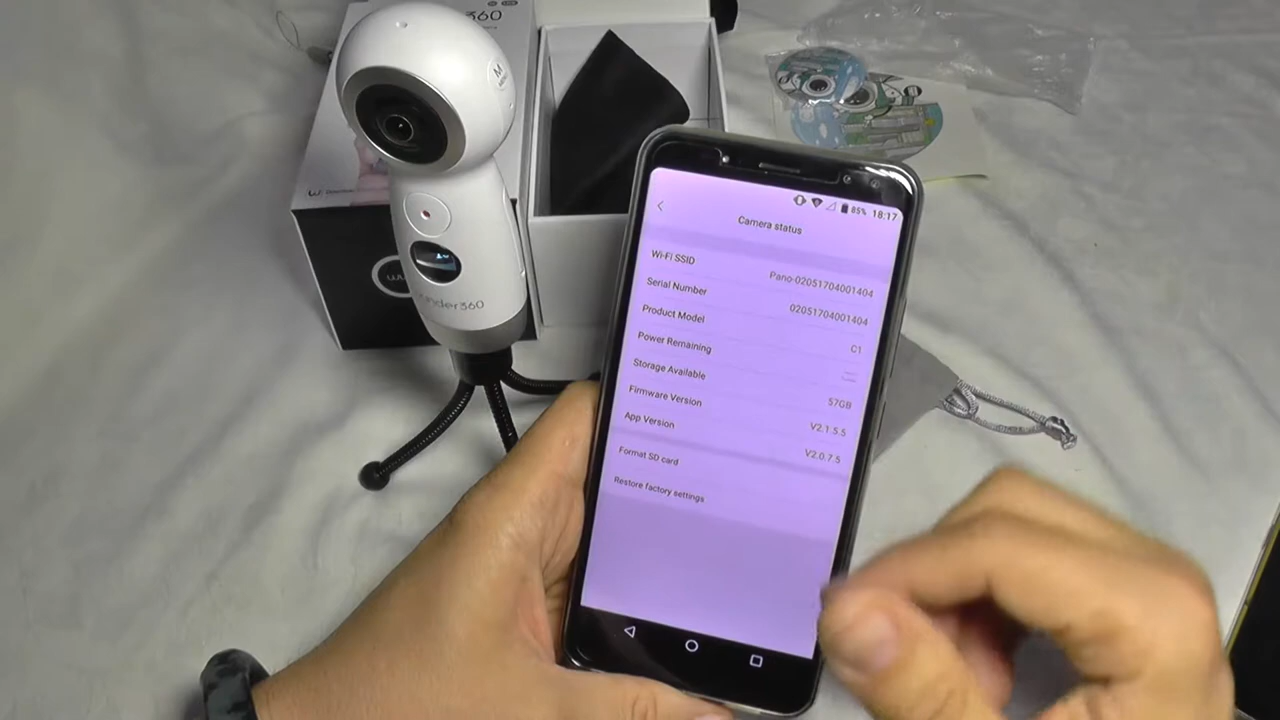 360
M
nder360
85% 18:17
Camera status
Wi-Fi SSID
Pano-02051704001404
Serial Number
02051704001404
Product Model
C1
Power Remaining
Storage Available
57GB
Firmware Version
V2.1.5.5
App Version
V2.0.7.5
Format SD card
Restore factory settings